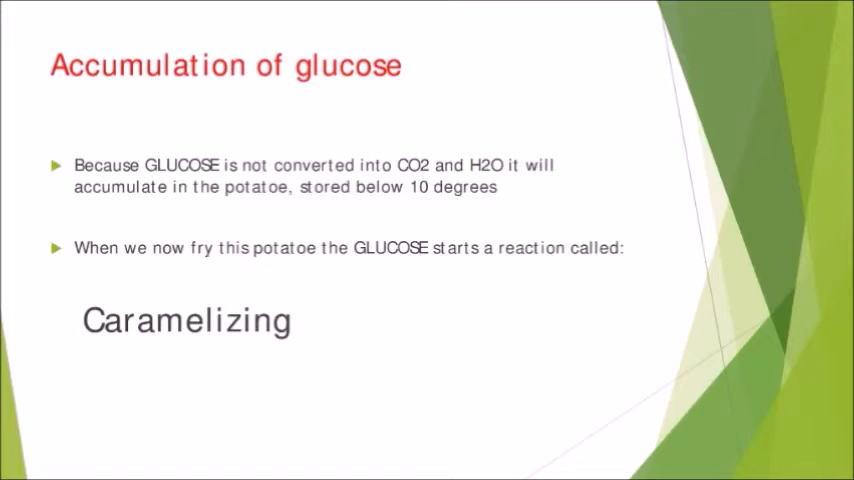 Accumulation of glucose
Because GLUCOSE is not converted into CO2 and H2O it will
accumulate in the potatoe, stored below 10 degrees
When we now fry this potatoe the GLUCOSE starts a reaction called:
Caramelizing